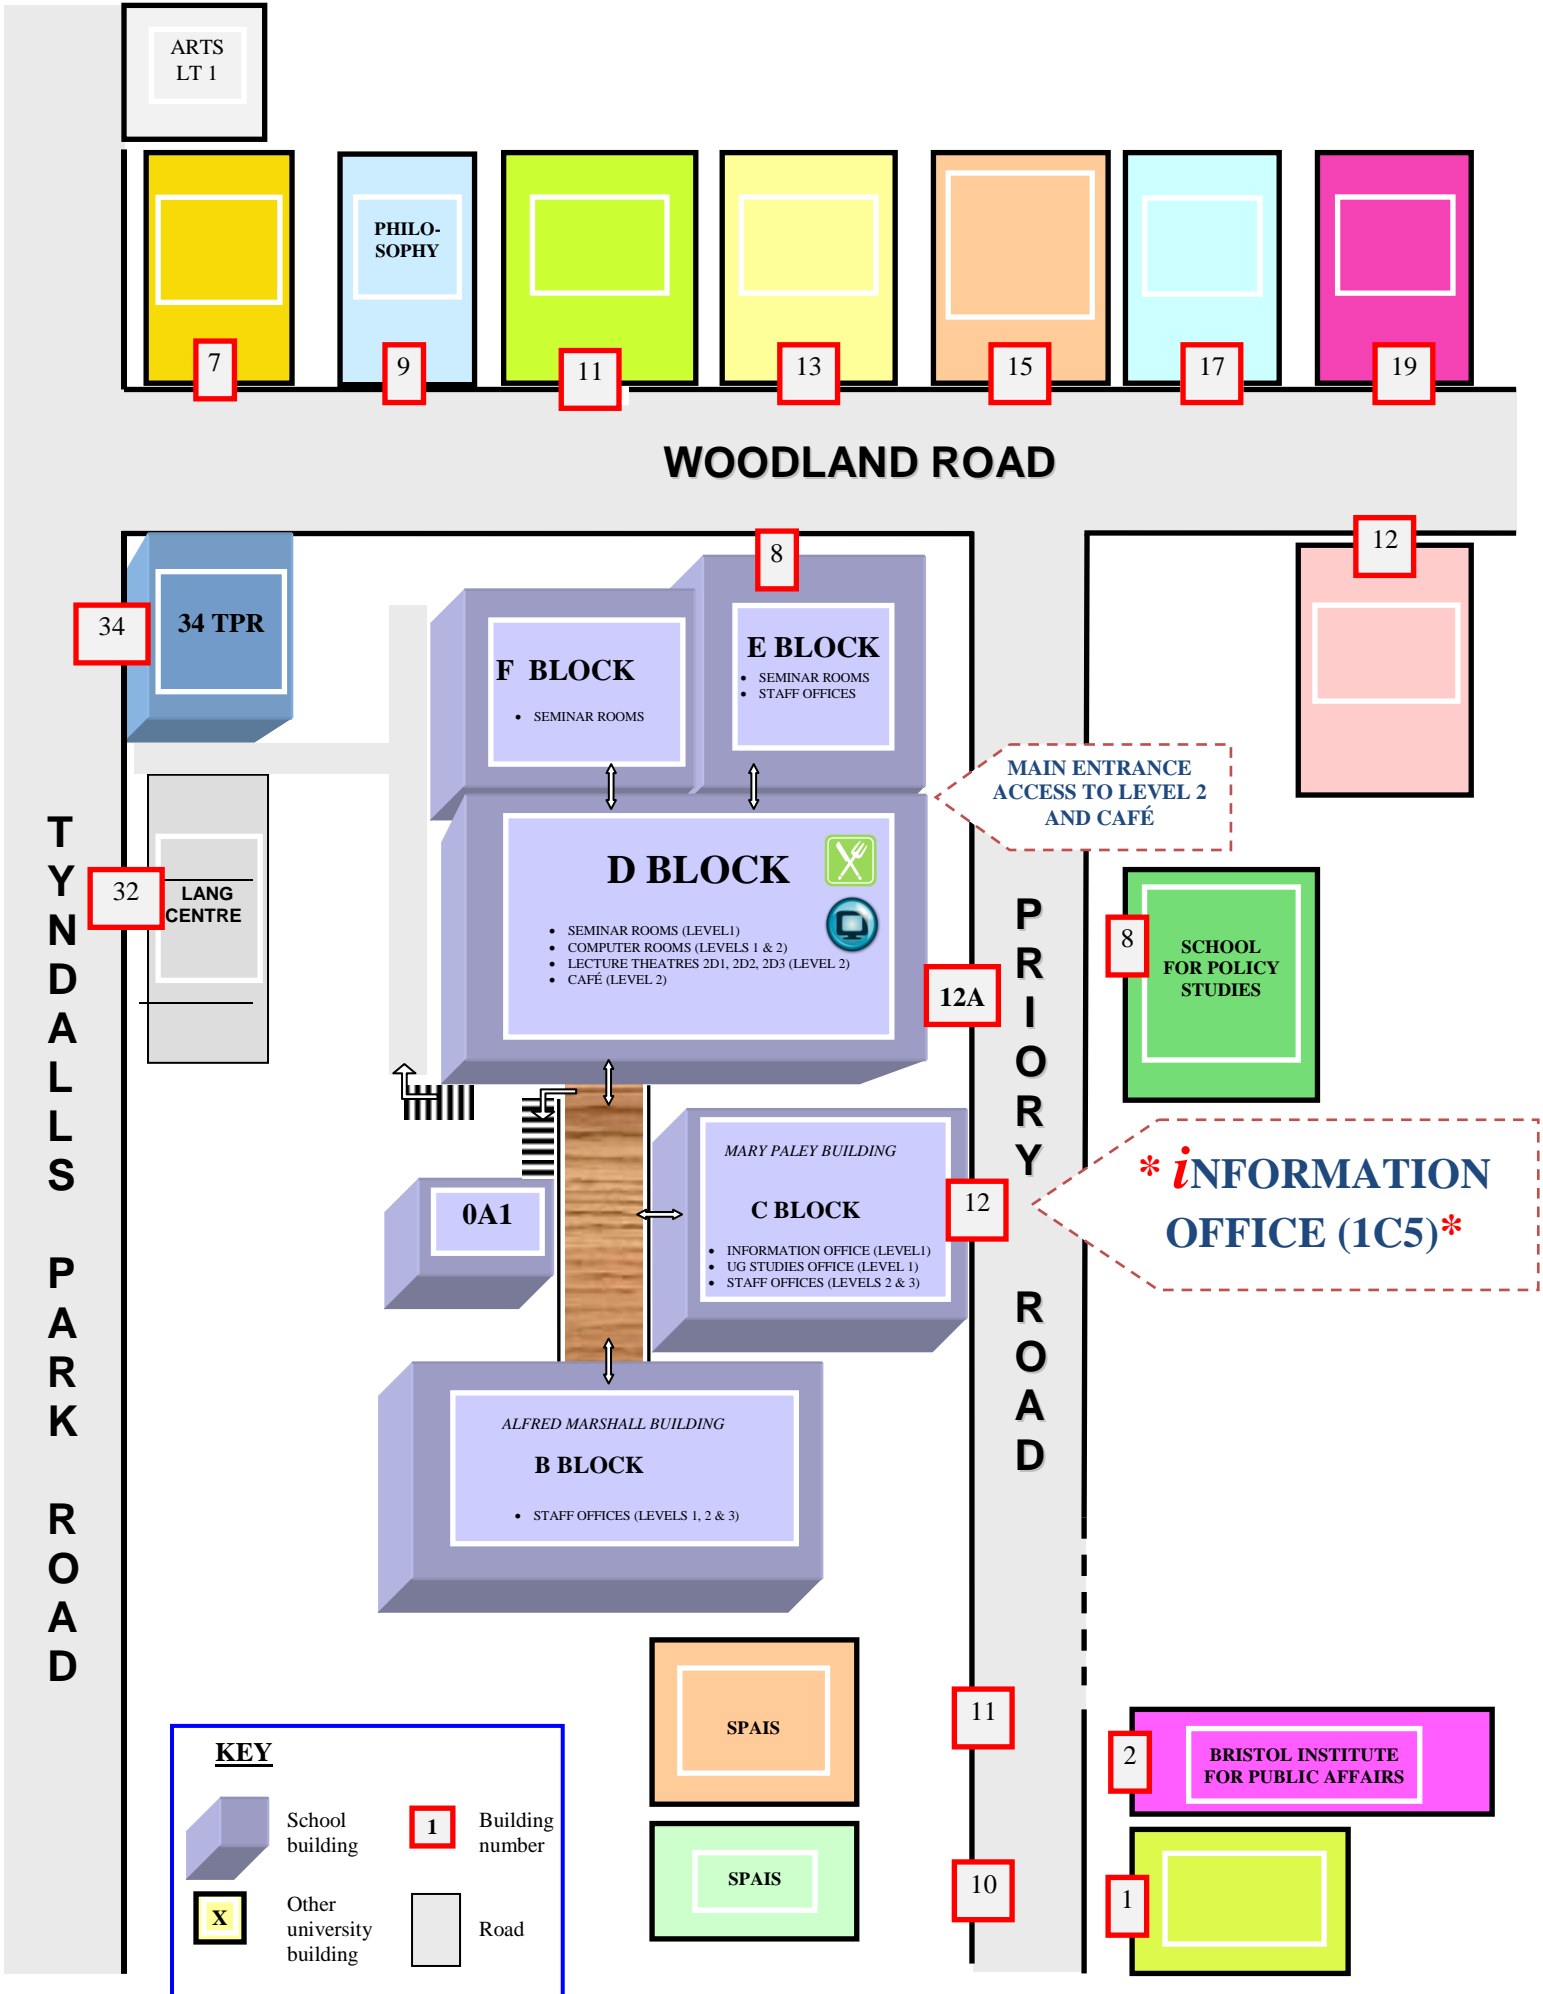 ARTS
LT 1
PHILO-
SOPHY
7
9
11
13
15
17
19
WOODLAND ROAD
8
12
34
34 TPR
F BLOCK
• SEMINAR ROOMS
E BLOCK
• SEMINAR ROOMS
• STAFF OFFICES
MAIN ENTRANCE
ACCESS TO LEVEL 2
AND CAFÉ
TYNDALLS PARK ROAD
32
LANG
CENTRE
D BLOCK
• SEMINAR ROOMS (LEVEL1)
• COMPUTER ROOMS (LEVELS 1 & 2)
• LECTURE THEATRES 2D1, 2D2, 2D3 (LEVEL 2)
• CAFÉ (LEVEL 2)
12A
PRIORY ROAD
8
SCHOOL
FOR POLICY
STUDIES
MARY PALEY BUILDING
C BLOCK
• INFORMATION OFFICE (LEVEL1)
• UG STUDIES OFFICE (LEVEL 1)
• STAFF OFFICES (LEVELS 2 & 3)
12
* iNFORMATION
OFFICE (1C5)*
0A1
ALFRED MARSHALL BUILDING
B BLOCK
• STAFF OFFICES (LEVELS 1, 2 & 3)
SPAIS
11
2
BRISTOL INSTITUTE
FOR PUBLIC AFFAIRS
SPAIS
10
1
KEY
School
building
1
Building
number
X
Other
university
building
Road